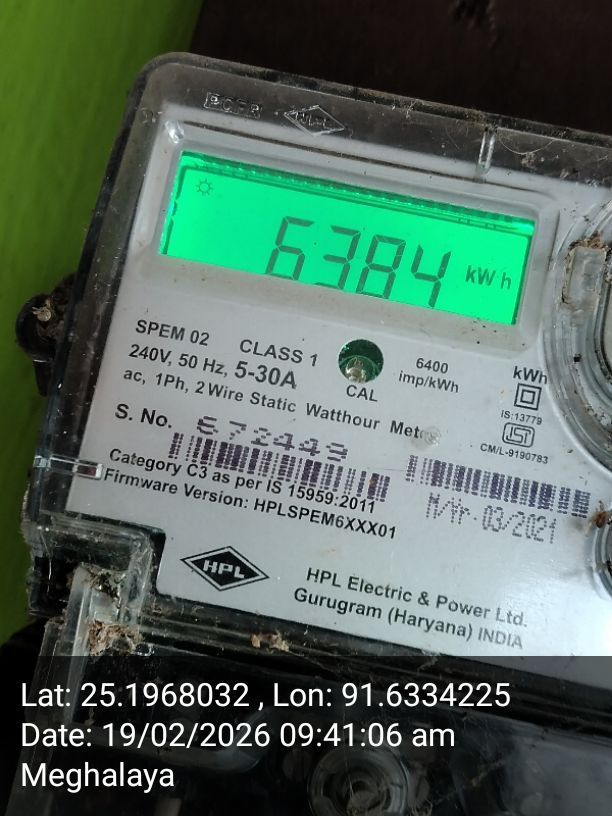 6384 kWh
SPEM 02 CLASS 1
240V, 50 Hz, 5-30A
CAL
6400
imp/kWh
ac, 1Ph, 2 Wire Static Watthour Meter
kWh
IS:13779
CM/L-9190783
S. No. 672449
Category C3 as per IS 15959:2011
Firmware Version: HPLSPEM6XXX01
M/Yr-03/2021
HPL
HPL Electric & Power Ltd.
Gurugram (Haryana) INDIA
Lat: 25.1968032 , Lon: 91.6334225
Date: 19/02/2026 09:41:06 am
Meghalaya